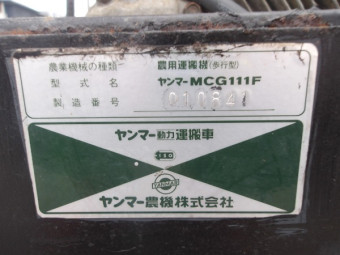 農業機械の種類 農用運搬機(歩行型)
型式名 ヤンマーMCG111F
製造番号 010847
ヤンマー動力運搬車
ヤンマー農機株式会社